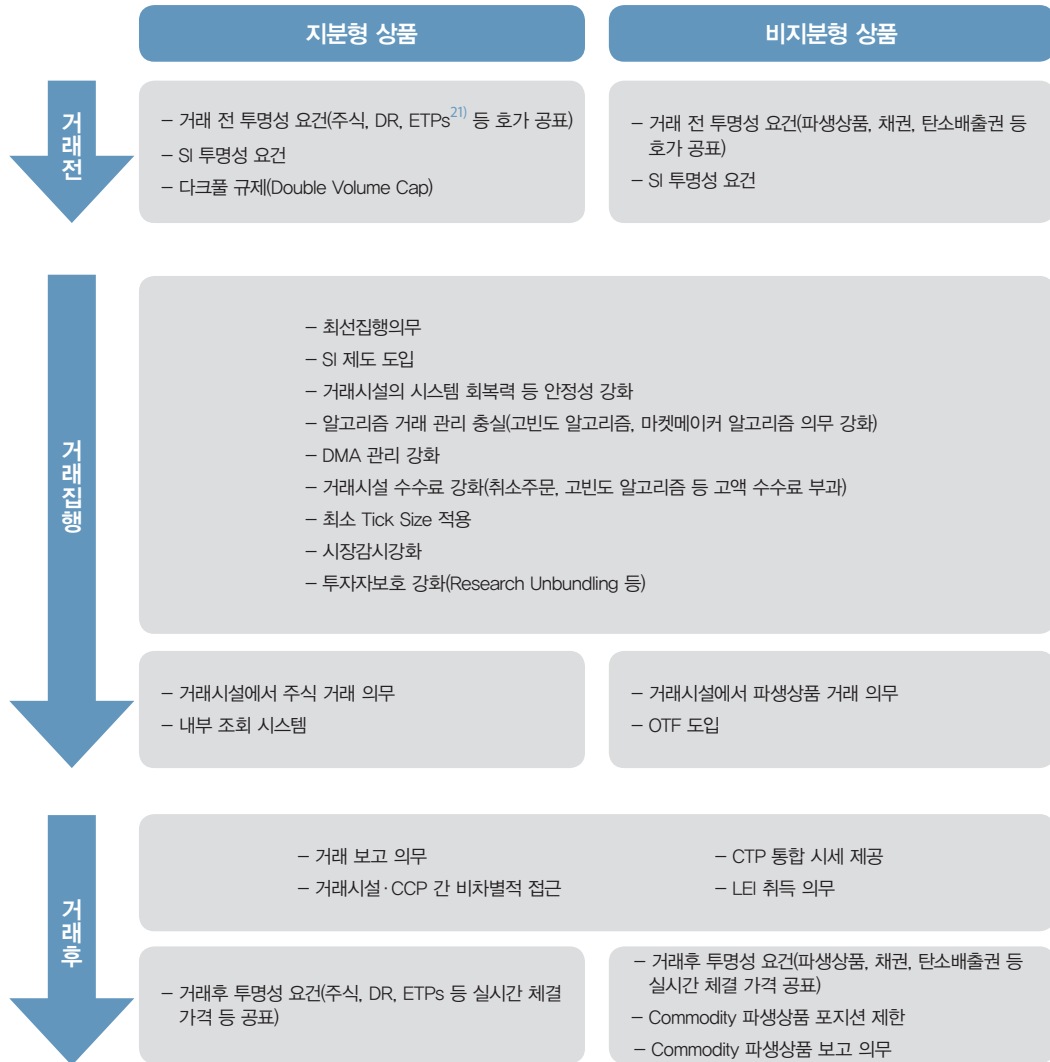 지분형 상품
비지분형 상품
거래전
– 거래 전 투명성 요건(주식, DR, ETPs21) 등 호가 공표)
– SI 투명성 요건
– 다크풀 규제(Double Volume Cap)
– 거래 전 투명성 요건(파생상품, 채권, 탄소배출권 등
호가 공표)
– SI 투명성 요건
거래집행
– 최선집행의무
– SI 제도 도입
– 거래시설의 시스템 회복력 등 안정성 강화
– 알고리즘 거래 관리 충실(고빈도 알고리즘, 마켓메이커 알고리즘 의무 강화)
– DMA 관리 강화
– 거래시설 수수료 강화(취소주문, 고빈도 알고리즘 등 고액 수수료 부과)
– 최소 Tick Size 적용
– 시장감시강화
– 투자자보호 강화(Research Unbundling 등)
– 거래시설에서 주식 거래 의무
– 내부 조회 시스템
– 거래시설에서 파생상품 거래 의무
– OTF 도입
거래후
– 거래 보고 의무
– 거래시설·CCP 간 비차별적 접근
– CTP 통합 시세 제공
– LEI 취득 의무
– 거래후 투명성 요건(주식, DR, ETPs 등 실시간 체결
가격 등 공표)
– 거래후 투명성 요건(파생상품, 채권, 탄소배출권 등
실시간 체결 가격 공표)
– Commodity 파생상품 포지션 제한
– Commodity 파생상품 보고 의무